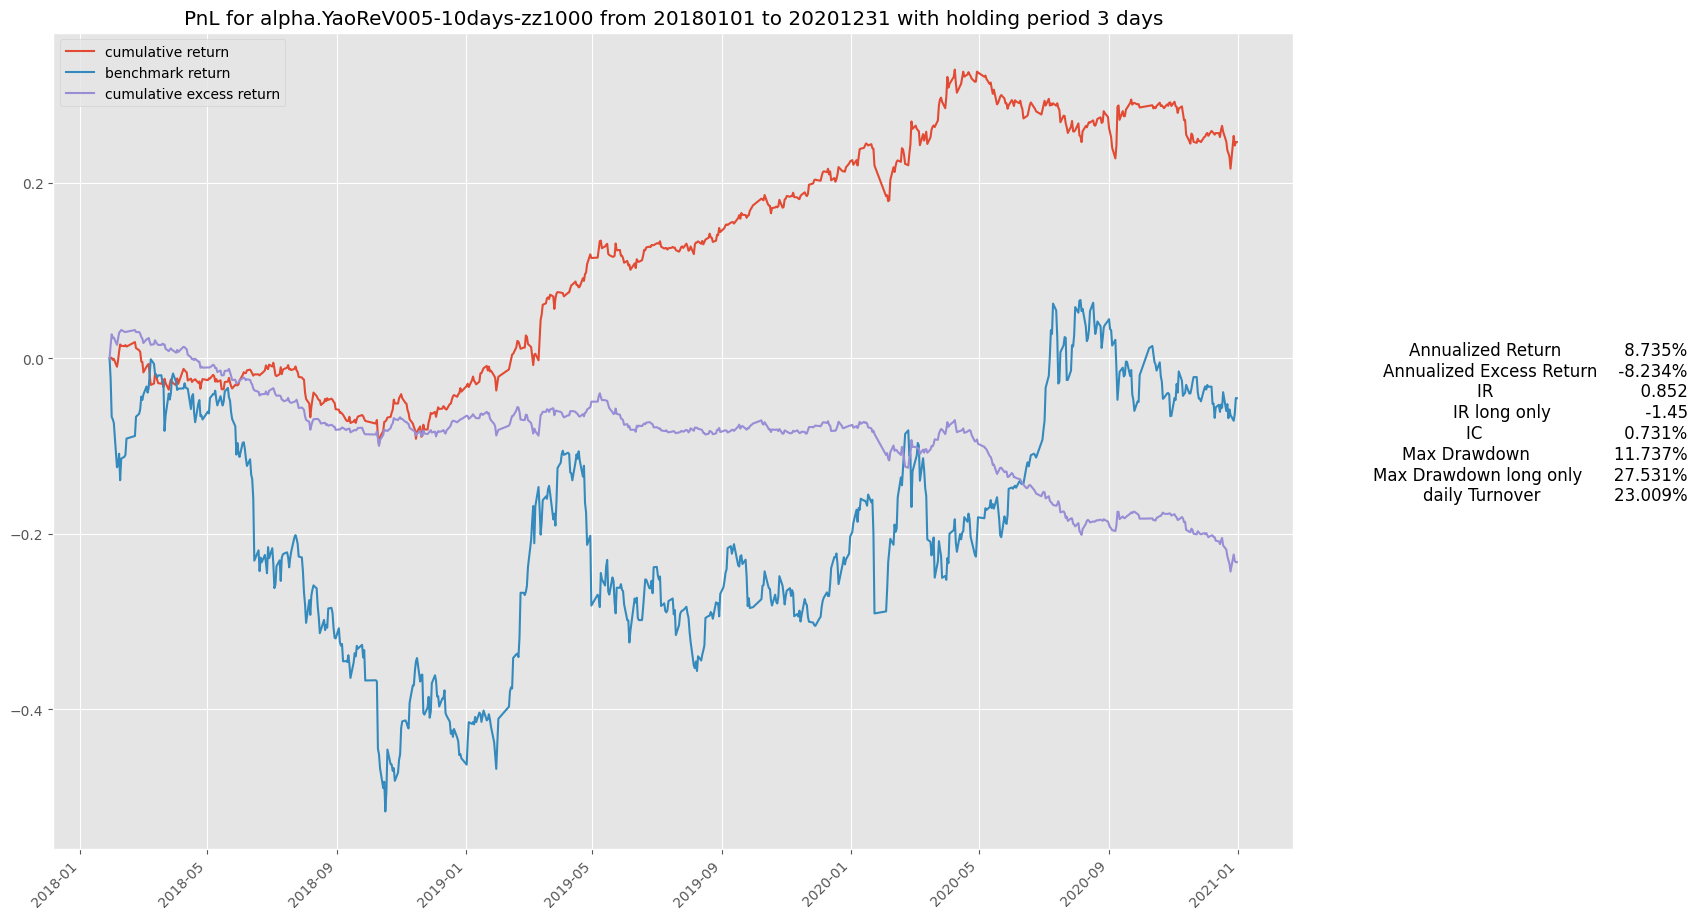 PnL for alpha.YaoReV005-10days-zz1000 from 20180101 to 20201231 with holding period 3 days
cumulative return
benchmark return
cumulative excess return
0.2
0.0
−0.2
−0.4
2018-01
2018-05
2018-09
2019-01
2019-05
2019-09
2020-01
2020-05
2020-09
2021-01
Annualized Return 8.735%
Annualized Excess Return -8.234%
IR 0.852
IR long only -1.45
IC 0.731%
Max Drawdown 11.737%
Max Drawdown long only 27.531%
daily Turnover 23.009%